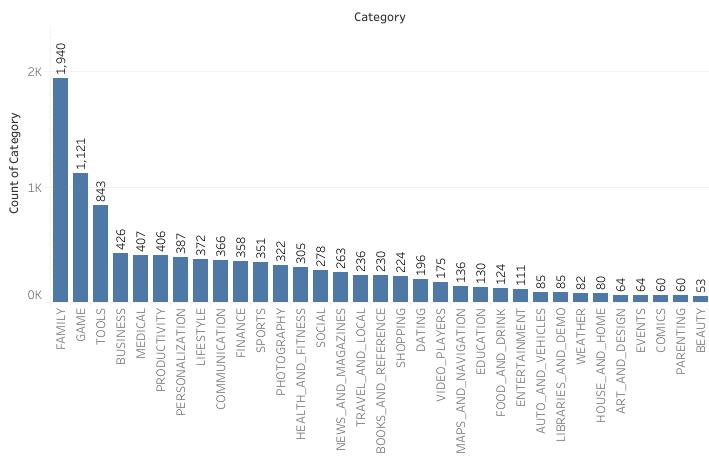 Category
Count of Category
2K
1K
0K
1,940
1,121
843
426
407
406
387
372
366
358
351
322
305
278
263
236
230
224
196
175
136
130
124
111
85
85
82
80
64
64
60
60
53
FAMILY
GAME
TOOLS
BUSINESS
MEDICAL
PRODUCTIVITY
PERSONALIZATION
LIFESTYLE
COMMUNICATION
FINANCE
SPORTS
PHOTOGRAPHY
HEALTH_AND_FITNESS
SOCIAL
NEWS_AND_MAGAZINES
TRAVEL_AND_LOCAL
BOOKS_AND_REFERENCE
SHOPPING
DATING
VIDEO_PLAYERS
MAPS_AND_NAVIGATION
EDUCATION
FOOD_AND_DRINK
ENTERTAINMENT
AUTO_AND_VEHICLES
LIBRARIES_AND_DEMO
WEATHER
HOUSE_AND_HOME
ART_AND_DESIGN
EVENTS
COMICS
PARENTING
BEAUTY